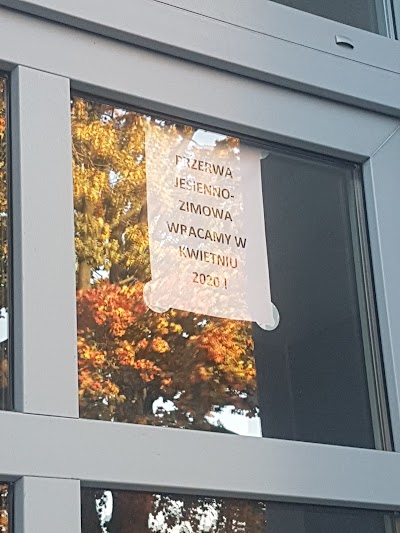 PRZERWA
JESIENNO-
ZIMOWA
WRACAMY W
KWIETNIU
2020 !